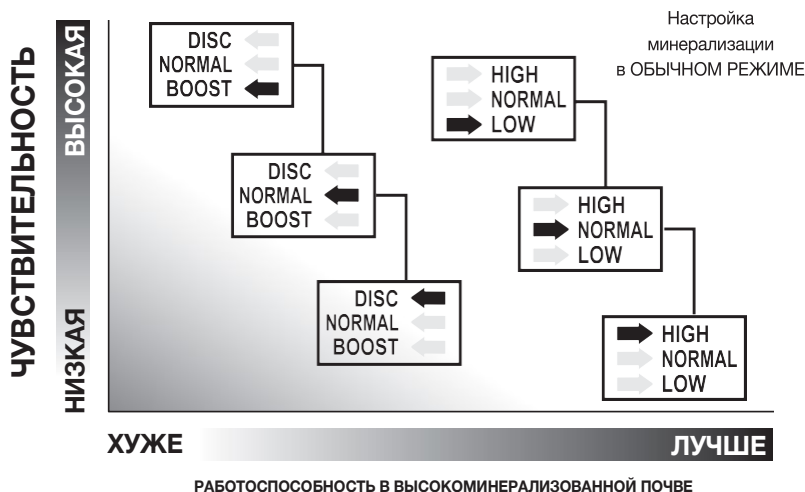 Настройка
минерализации
в ОБЫЧНОМ РЕЖИМЕ
ЧУВСТВИТЕЛЬНОСТЬ
ВЫСОКАЯ
НИЗКАЯ
DISC
NORMAL
BOOST
HIGH
NORMAL
LOW
DISC
NORMAL
BOOST
HIGH
NORMAL
LOW
DISC
NORMAL
BOOST
HIGH
NORMAL
LOW
ХУЖЕ
ЛУЧШЕ
РАБОТОСПОСОБНОСТЬ В ВЫСОКОМИНЕРАЛИЗОВАННОЙ ПОЧВЕ